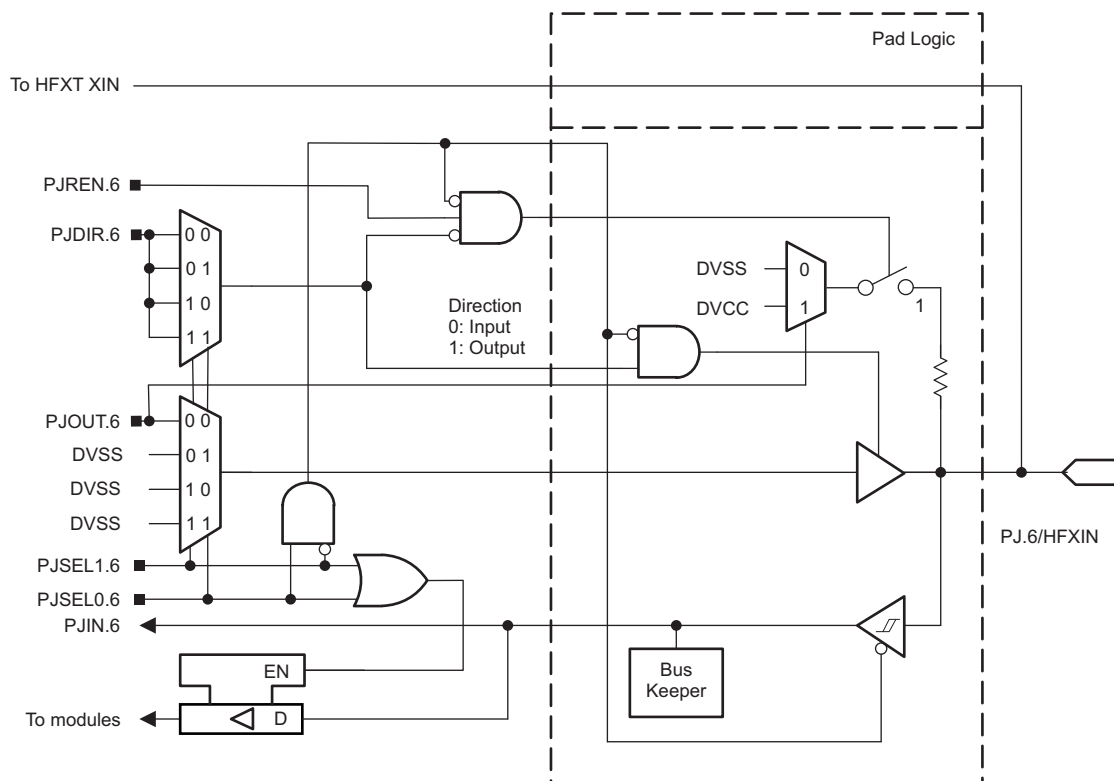 Pad Logic
To HFXT XIN
PJREN.6
PJDIR.6
0 0
0 1
1 0
1 1
Direction
0: Input
1: Output
DVSS
0
DVCC
1
1
PJOUT.6
0 0
DVSS
0 1
DVSS
1 0
DVSS
1 1
PJSEL1.6
PJSEL0.6
PJIN.6
PJ.6/HFXIN
EN
D
To modules
Bus
Keeper